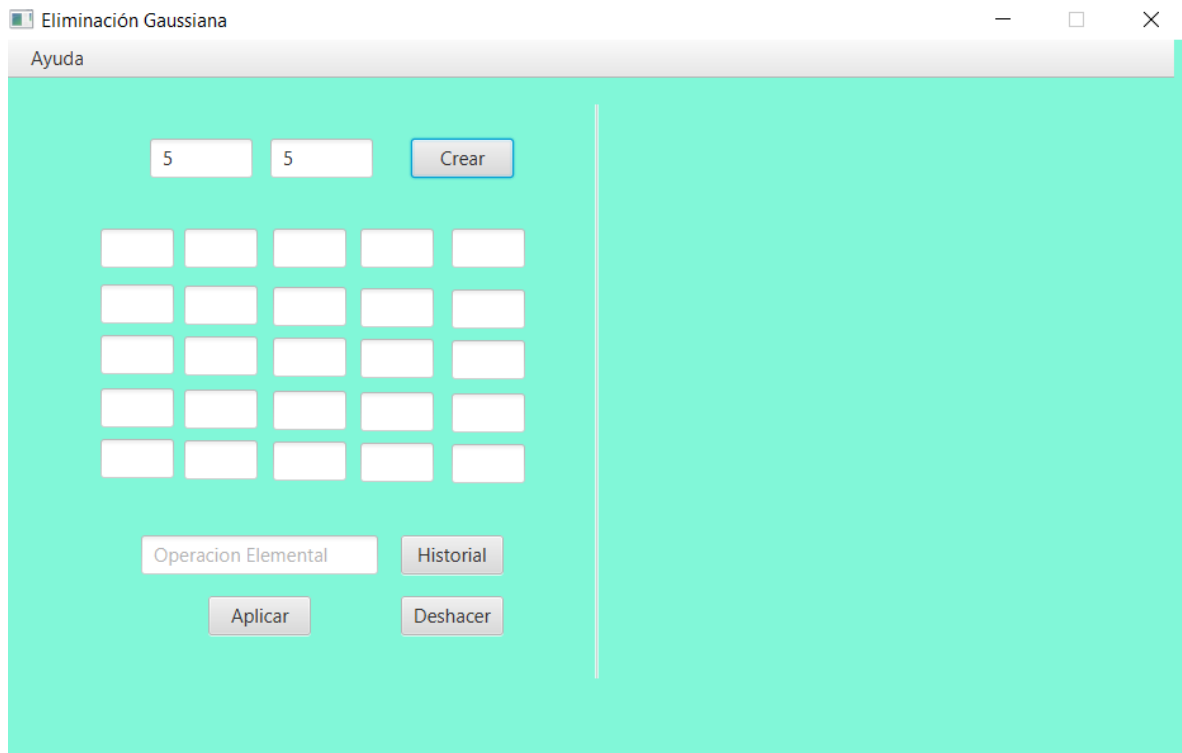 Eliminación Gaussiana
Ayuda
5 5 Crear
Operacion Elemental Historial
Aplicar Deshacer